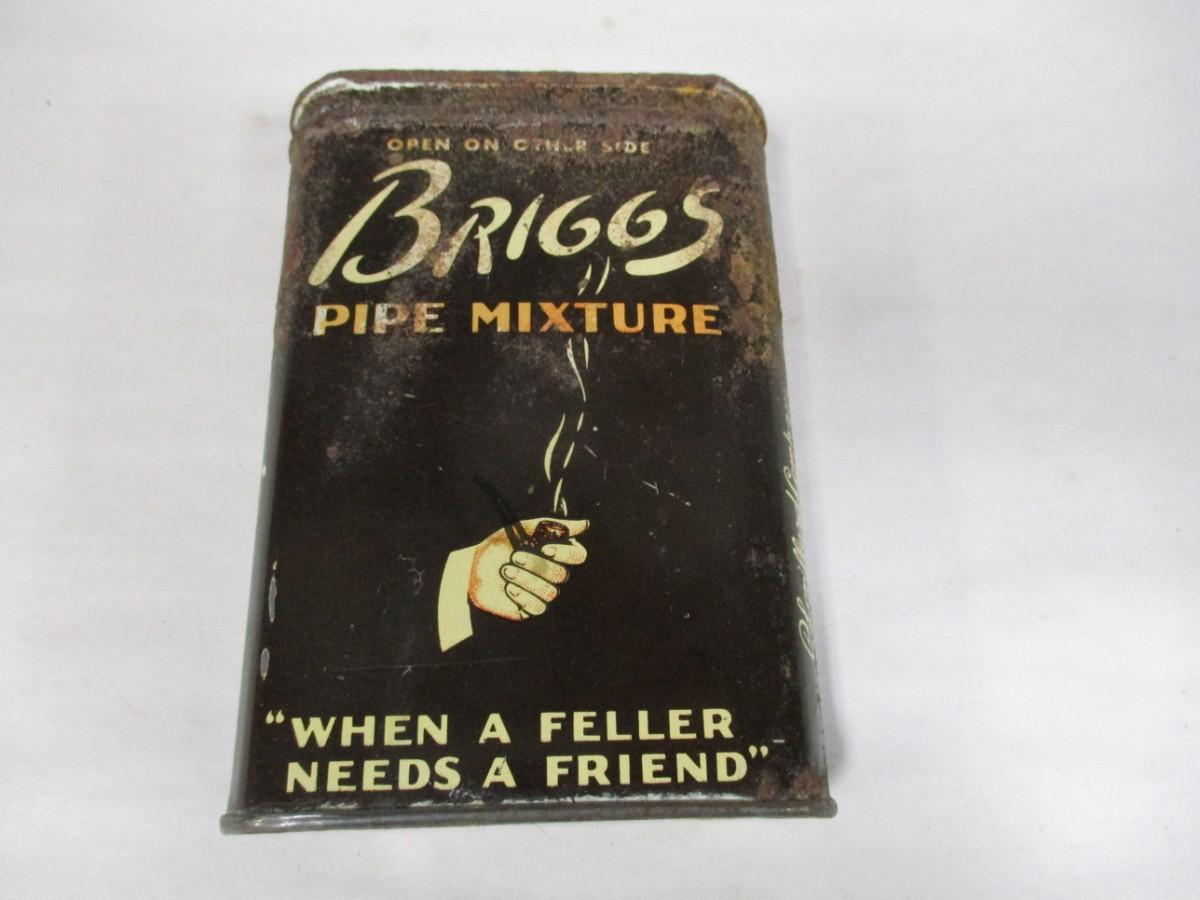 OPEN ON OTHER SIDE
BRIGGS
PIPE MIXTURE
“WHEN A FELLER
NEEDS A FRIEND”